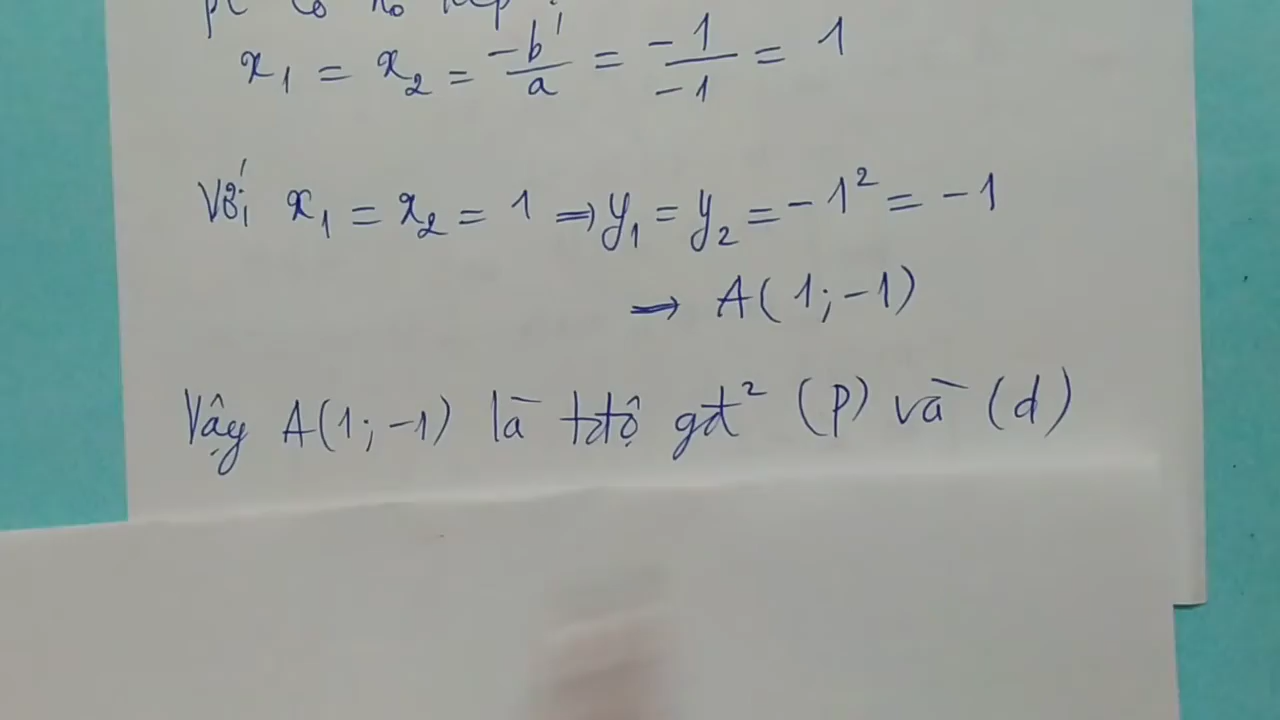 x₁ = x₂ = -b'/a = -1/-1 = 1
Với x₁ = x₂ = 1 ⇒ y₁ = y₂ = -1² = -1
→ A(1; -1)
Vậy A(1; -1) là tđộ gđ² (P) và (d)